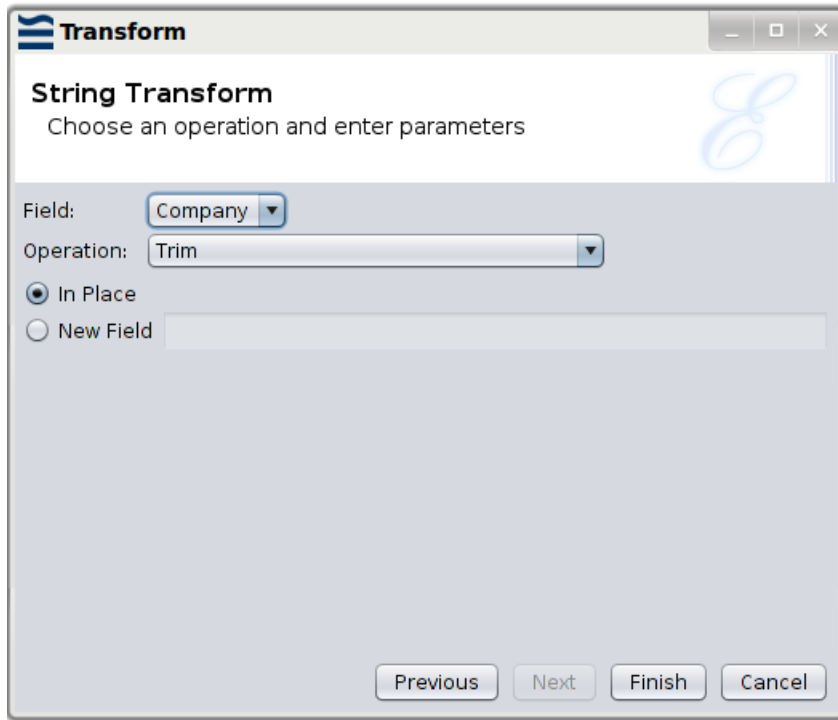 Transform
String Transform
Choose an operation and enter parameters
Field: Company
Operation: Trim
In Place
New Field
Previous Next Finish Cancel